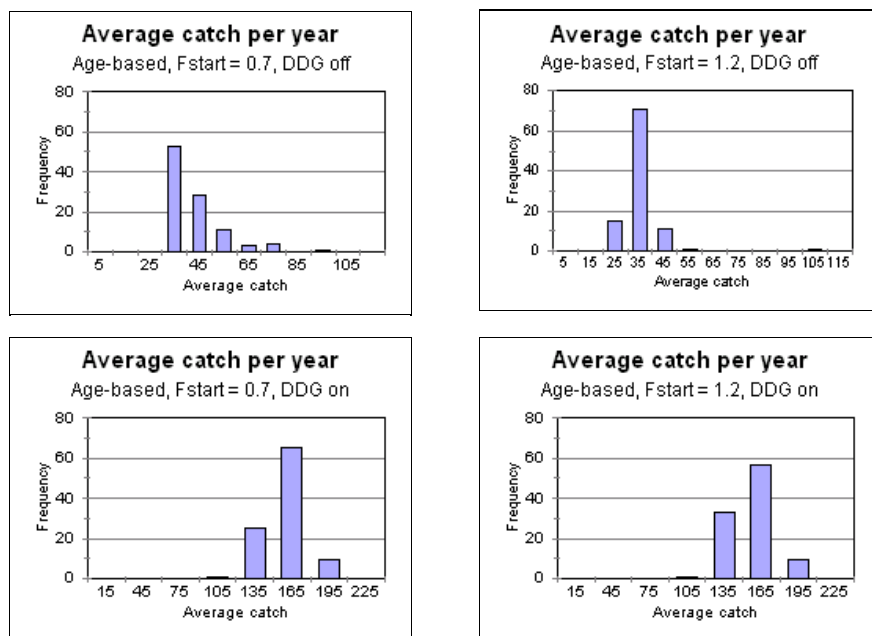 Average catch per year
Age-based, Fstart = 0.7, DDG off
80
60
40
20
0
Frequency
5 25 45 65 85 105
Average catch
Average catch per year
Age-based, Fstart = 1.2, DDG off
80
60
40
20
0
Frequency
5 15 25 35 45 55 65 75 85 95 105 115
Average catch
Average catch per year
Age-based, Fstart = 0.7, DDG on
80
60
40
20
0
Frequency
15 45 75 105 135 165 195 225
Average catch
Average catch per year
Age-based, Fstart = 1.2, DDG on
80
60
40
20
0
Frequency
15 45 75 105 135 165 195 225
Average catch